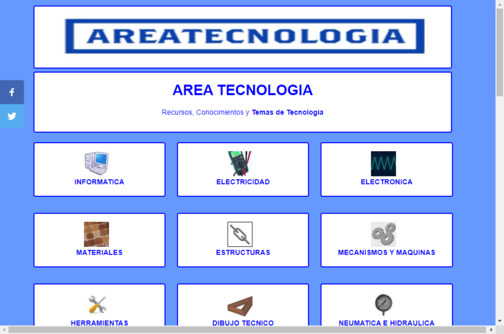 AREATECNOLOGIA
AREA TECNOLOGIA
Recursos, Conocimientos y Temas de Tecnologia
INFORMATICA
ELECTRICIDAD
ELECTRONICA
MATERIALES
ESTRUCTURAS
MECANISMOS Y MAQUINAS
HERRAMIENTAS
DIBUJO TECNICO
NEUMATICA E HIDRAULICA